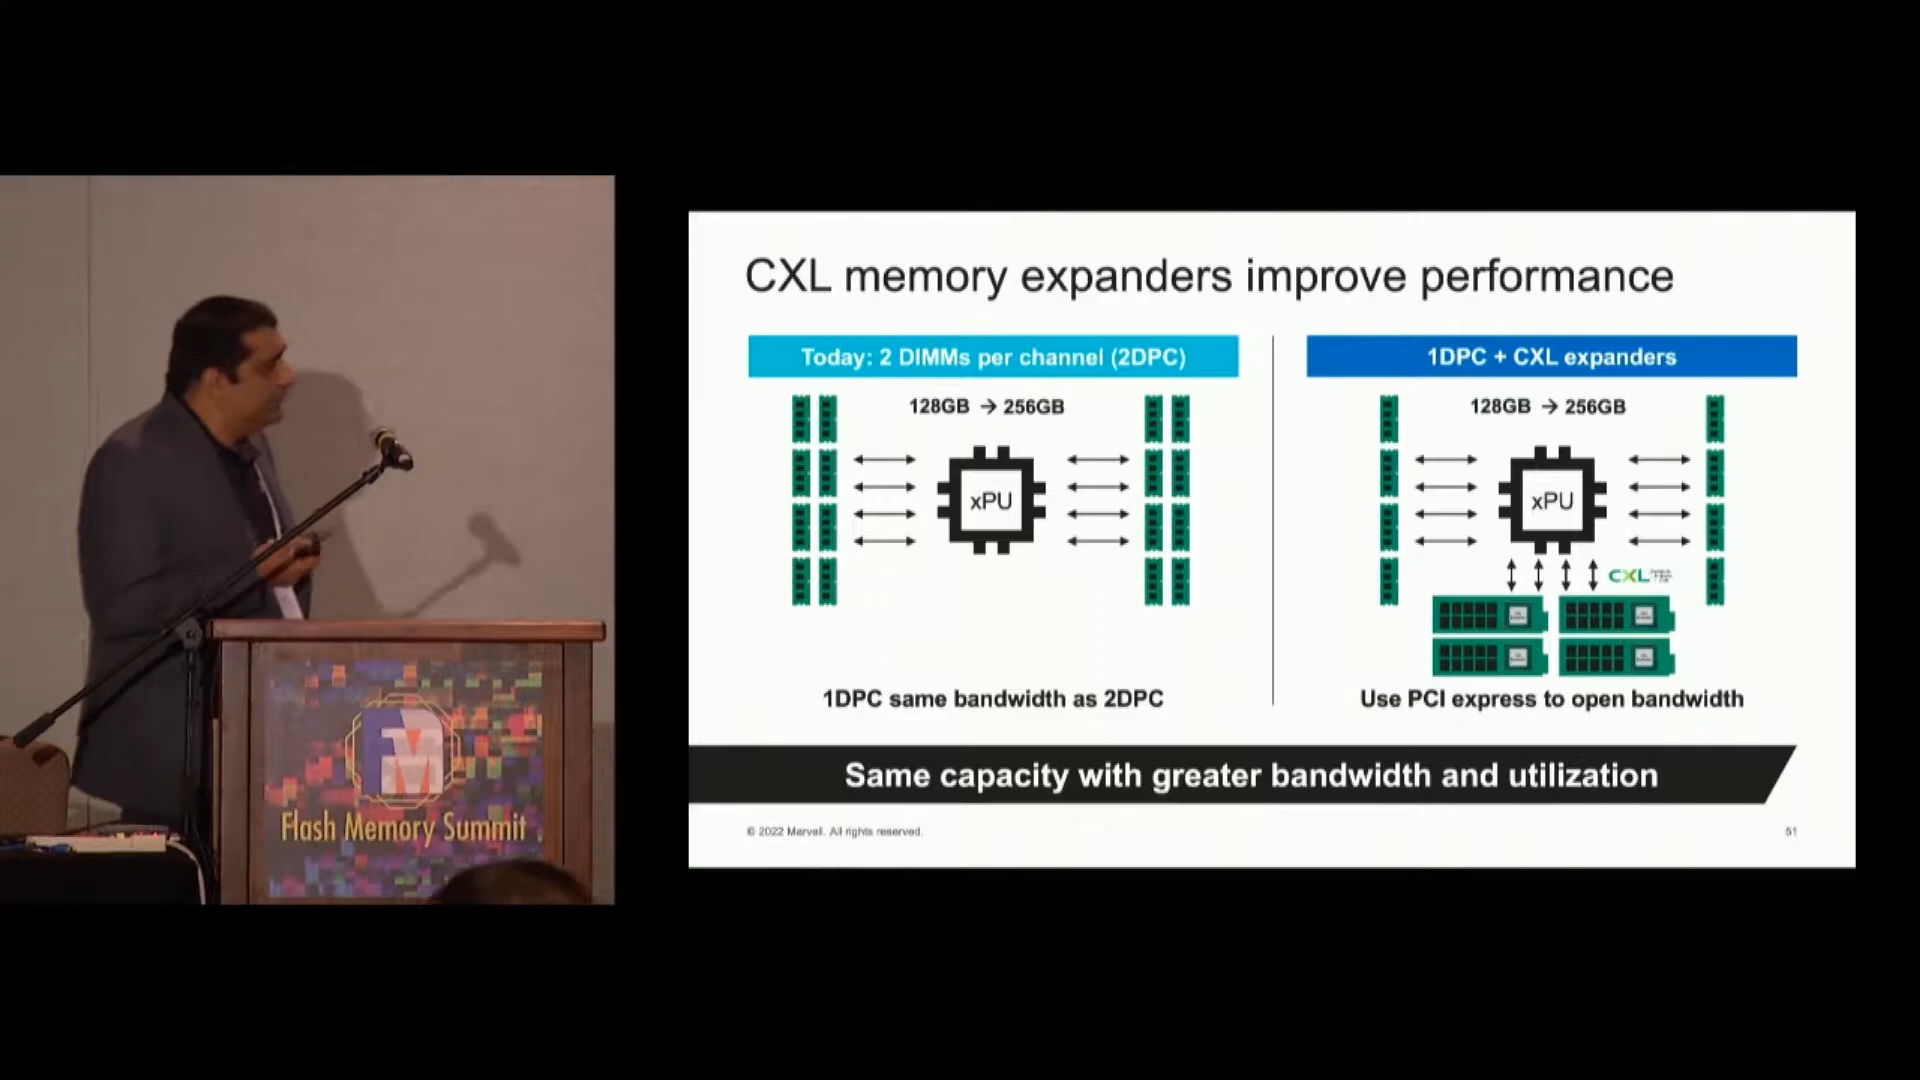 CXL memory expanders improve performance
Today: 2 DIMMs per channel (2DPC)
128GB → 256GB
xPU
1DPC same bandwidth as 2DPC
1DPC + CXL expanders
128GB → 256GB
xPU
CXL
Use PCI express to open bandwidth
Same capacity with greater bandwidth and utilization
© 2022 Marvell. All rights reserved.
51
FM
Flash Memory Summit